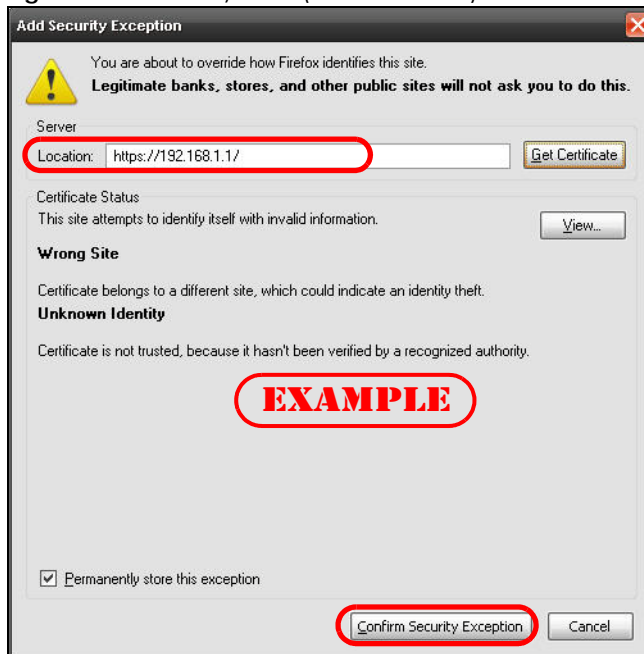 Add Security Exception
You are about to override how Firefox identifies this site.
Legitimate banks, stores, and other public sites will not ask you to do this.
Server
Location: https://192.168.1.1/ Get Certificate
Certificate Status
This site attempts to identify itself with invalid information.
View...
Wrong Site
Certificate belongs to a different site, which could indicate an identity theft.
Unknown Identity
Certificate is not trusted, because it hasn't been verified by a recognized authority.
EXAMPLE
Permanently store this exception
Confirm Security Exception Cancel